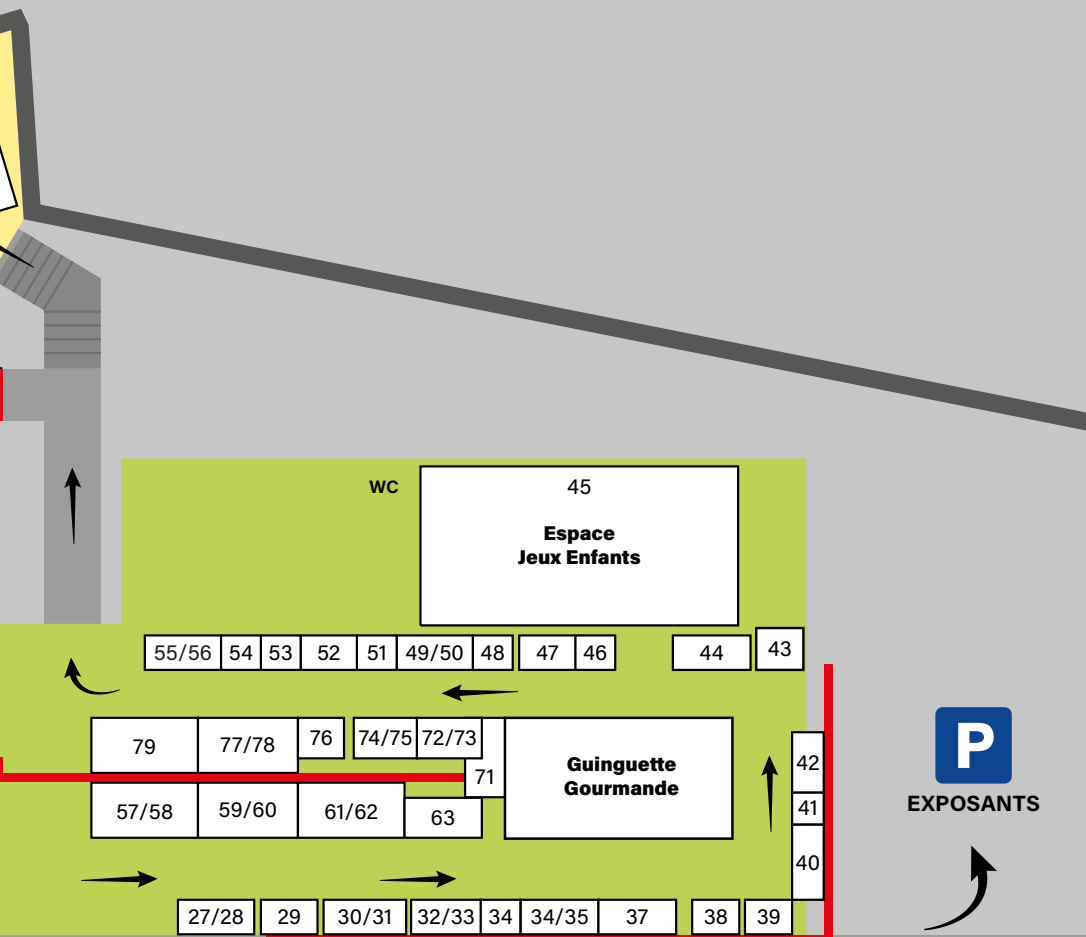 WC
45
Espace
Jeux Enfants
55/56 54 53 52 51 49/50 48 47 46 44 43
79 77/78 76 74/75 72/73
71
Guinguette
Gourmande
42
P
EXPOSANTS
57/58 59/60 61/62 63
41
40
27/28 29 30/31 32/33 34 34/35 37 38 39